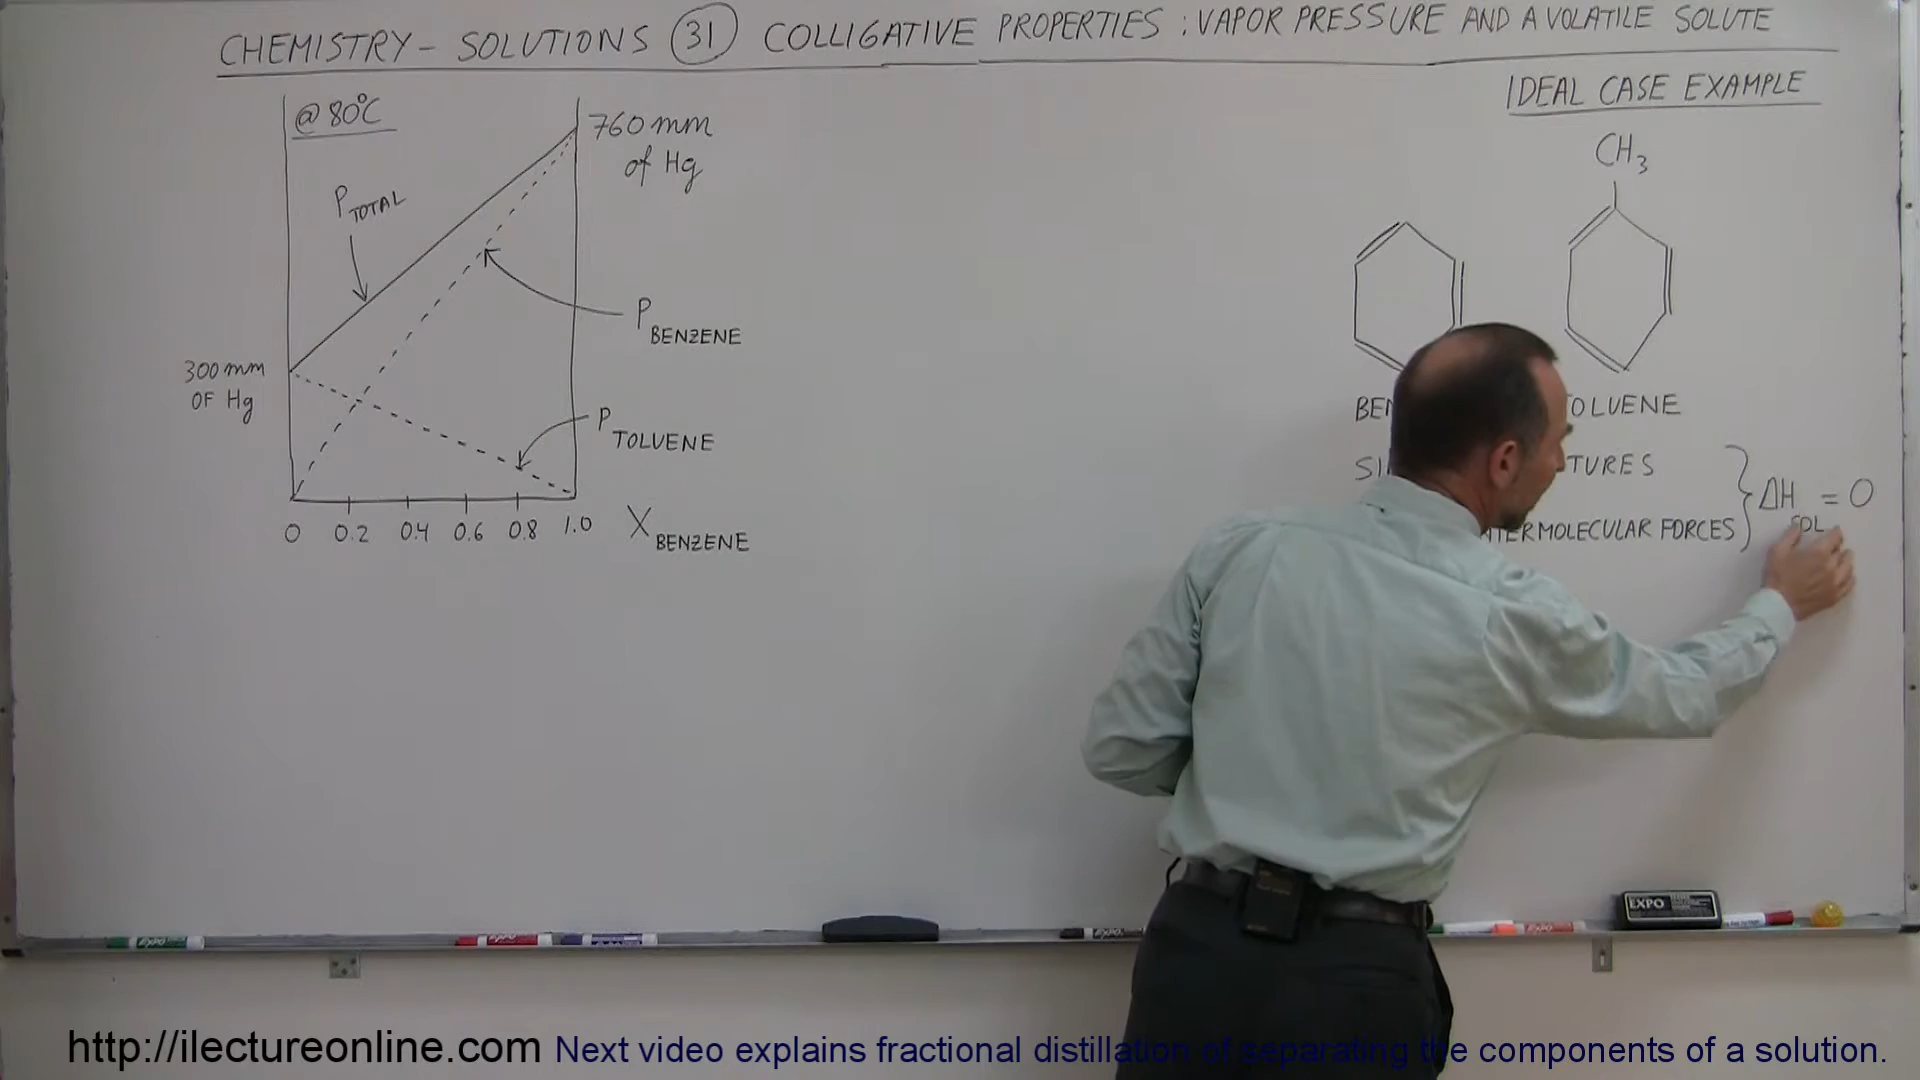 CHEMISTRY - SOLUTIONS 31 COLLIGATIVE PROPERTIES : VAPOR PRESSURE AND A VOLATILE SOLUTE
IDEAL CASE EXAMPLE
@ 80°C
760 mm
of Hg
P TOTAL
P BENZENE
300 mm
OF Hg
P TOLUENE
0 0.2 0.4 0.6 0.8 1.0 X BENZENE
CH3
TOLUENE
ΔH SOL = 0
INTERMOLECULAR FORCES
EXPO
http://ilectureonline.com Next video explains fractional distillation of separating the components of a solution.